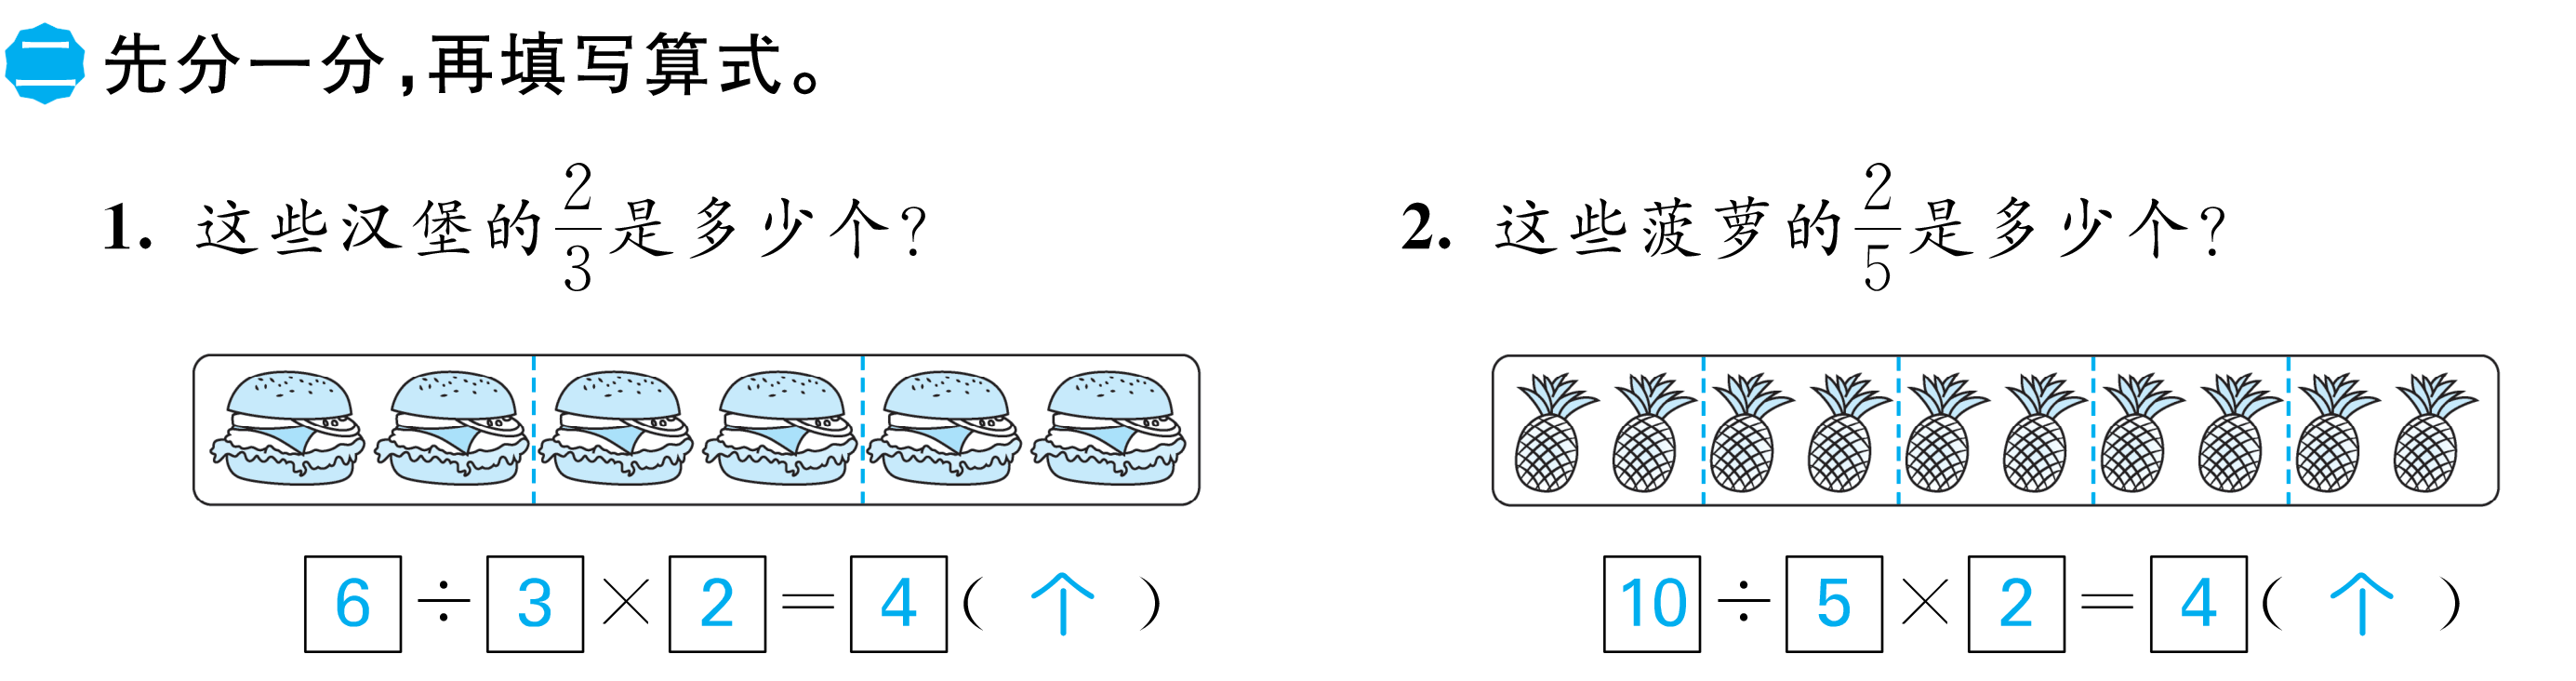 二 先分一分,再填写算式。
1. 这些汉堡的2/3是多少个?
6÷3×2=4(个)
2. 这些菠萝的2/5是多少个?
10÷5×2=4(个)